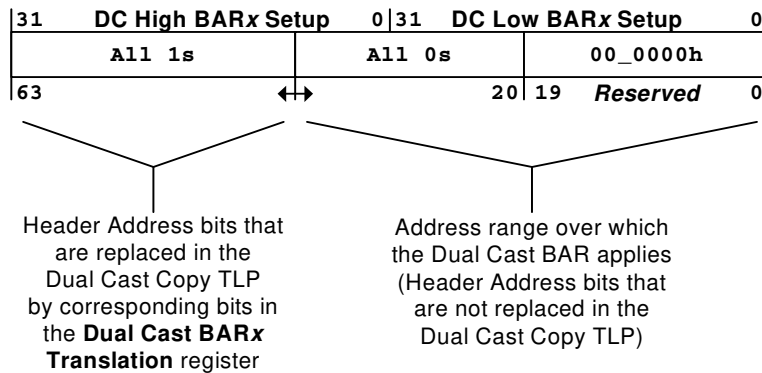 31 DC High BARx Setup 0 31 DC Low BARx Setup 0
All 1s All 0s 00_0000h
63 20 19 Reserved 0
Header Address bits that
are replaced in the
Dual Cast Copy TLP
by corresponding bits in
the Dual Cast BARx
Translation register
Address range over which
the Dual Cast BAR applies
(Header Address bits that
are not replaced in the
Dual Cast Copy TLP)